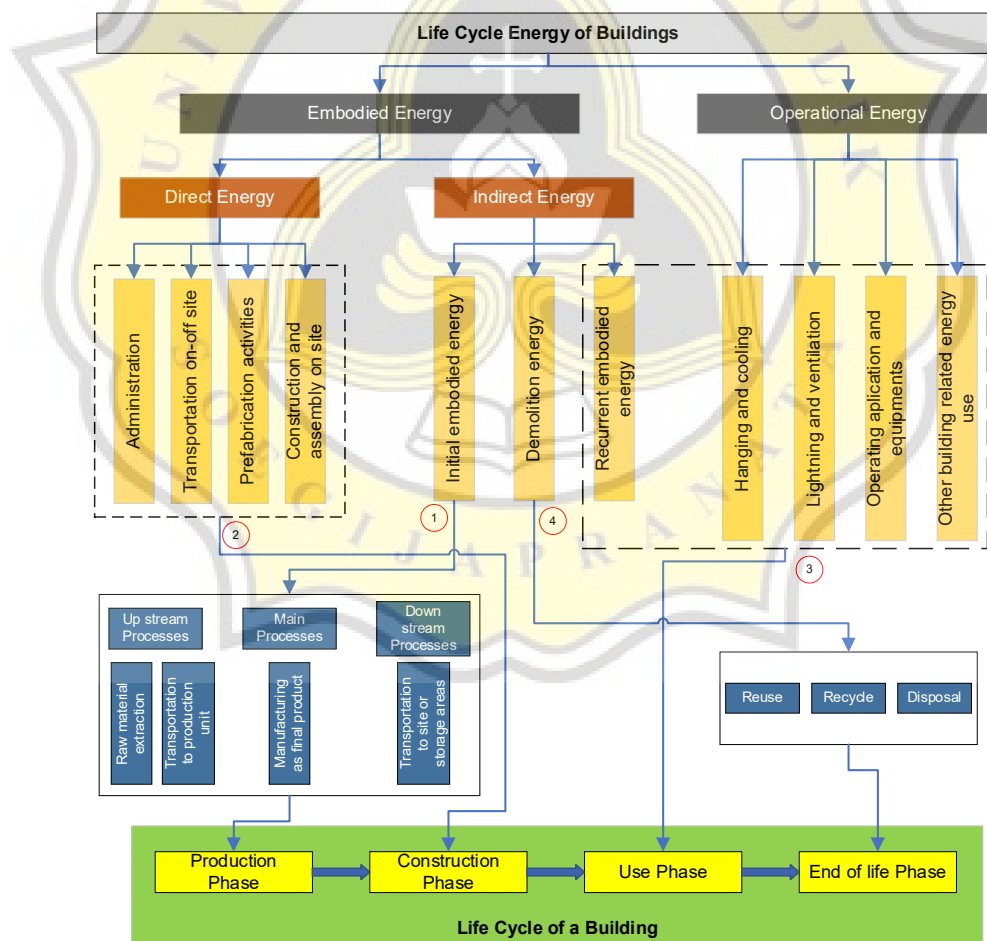 Life Cycle Energy of Buildings
Embodied Energy
Operational Energy
Direct Energy
Indirect Energy
Administration
Transportation on-off site
Prefabrication activities
Construction and
assembly on site
Initial embodied energy
Demolition energy
Recurrent embodied
energy
Hanging and cooling
Lightning and ventilation
Operating aplication and
equipments
Other building related energy
use
2
1
4
3
Up stream
Processes
Main
Processes
Down
stream
Processes
Raw material
extraction
Transportation
to production
unit
Manufacturing
as final product
Transportation
to site or
storage areas
Reuse
Recycle
Disposal
Production
Phase
Construction
Phase
Use Phase
End of life Phase
Life Cycle of a Building
SOEGIJAPRANATA